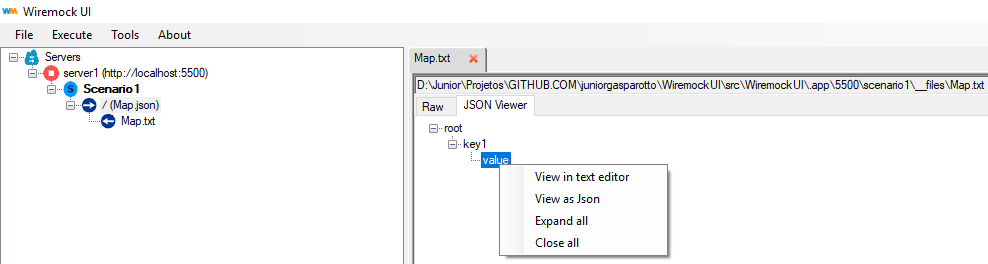 WM Wiremock UI
File Execute Tools About
Servers
server1 (http://localhost:5500)
S Scenario1
/ (Map.json)
Map.txt
Map.txt
D:\Junior\Projetos\GITHUB.COM\juniorgasparotto\WiremockUI\src\WiremockUI\.app\5500\scenario1\__files\Map.txt
Raw JSON Viewer
root
key1
value
View in text editor
View as Json
Expand all
Close all